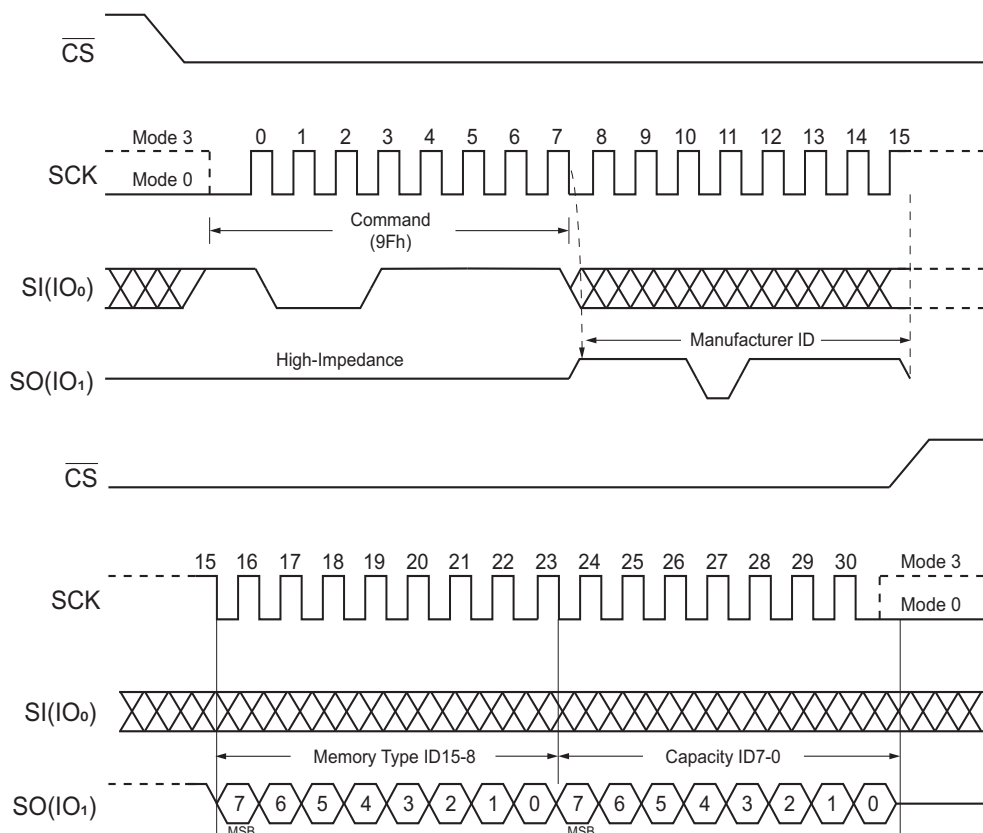 CS
Mode 3
0 1 2 3 4 5 6 7 8 9 10 11 12 13 14 15
SCK
Mode 0
Command
(9Fh)
SI(IO₀)
Manufacturer ID
High-Impedance
SO(IO₁)
CS
15 16 17 18 19 20 21 22 23 24 25 26 27 28 29 30
Mode 3
SCK
Mode 0
SI(IO₀)
Memory Type ID15-8 Capacity ID7-0
SO(IO₁) 7 6 5 4 3 2 1 0 7 6 5 4 3 2 1 0
MSB MSB